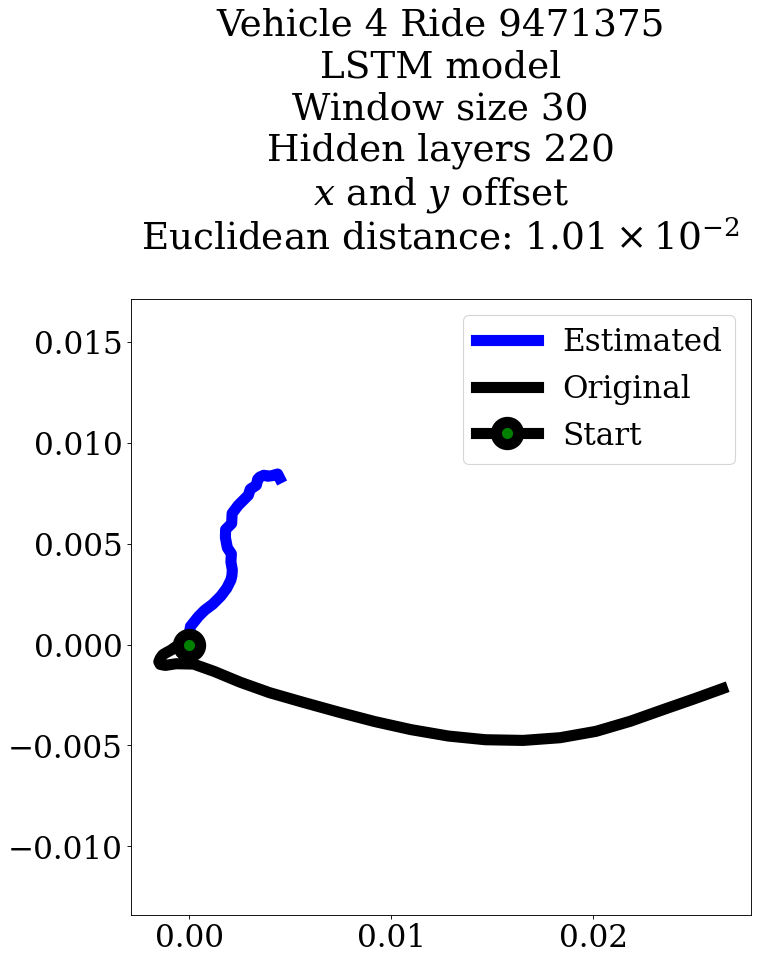 Vehicle 4 Ride 9471375
LSTM model
Window size 30
Hidden layers 220
x and y offset
Euclidean distance: 1.01 × 10⁻²
Estimated
Original
Start
0.015
0.010
0.005
0.000
−0.005
−0.010
0.00 0.01 0.02